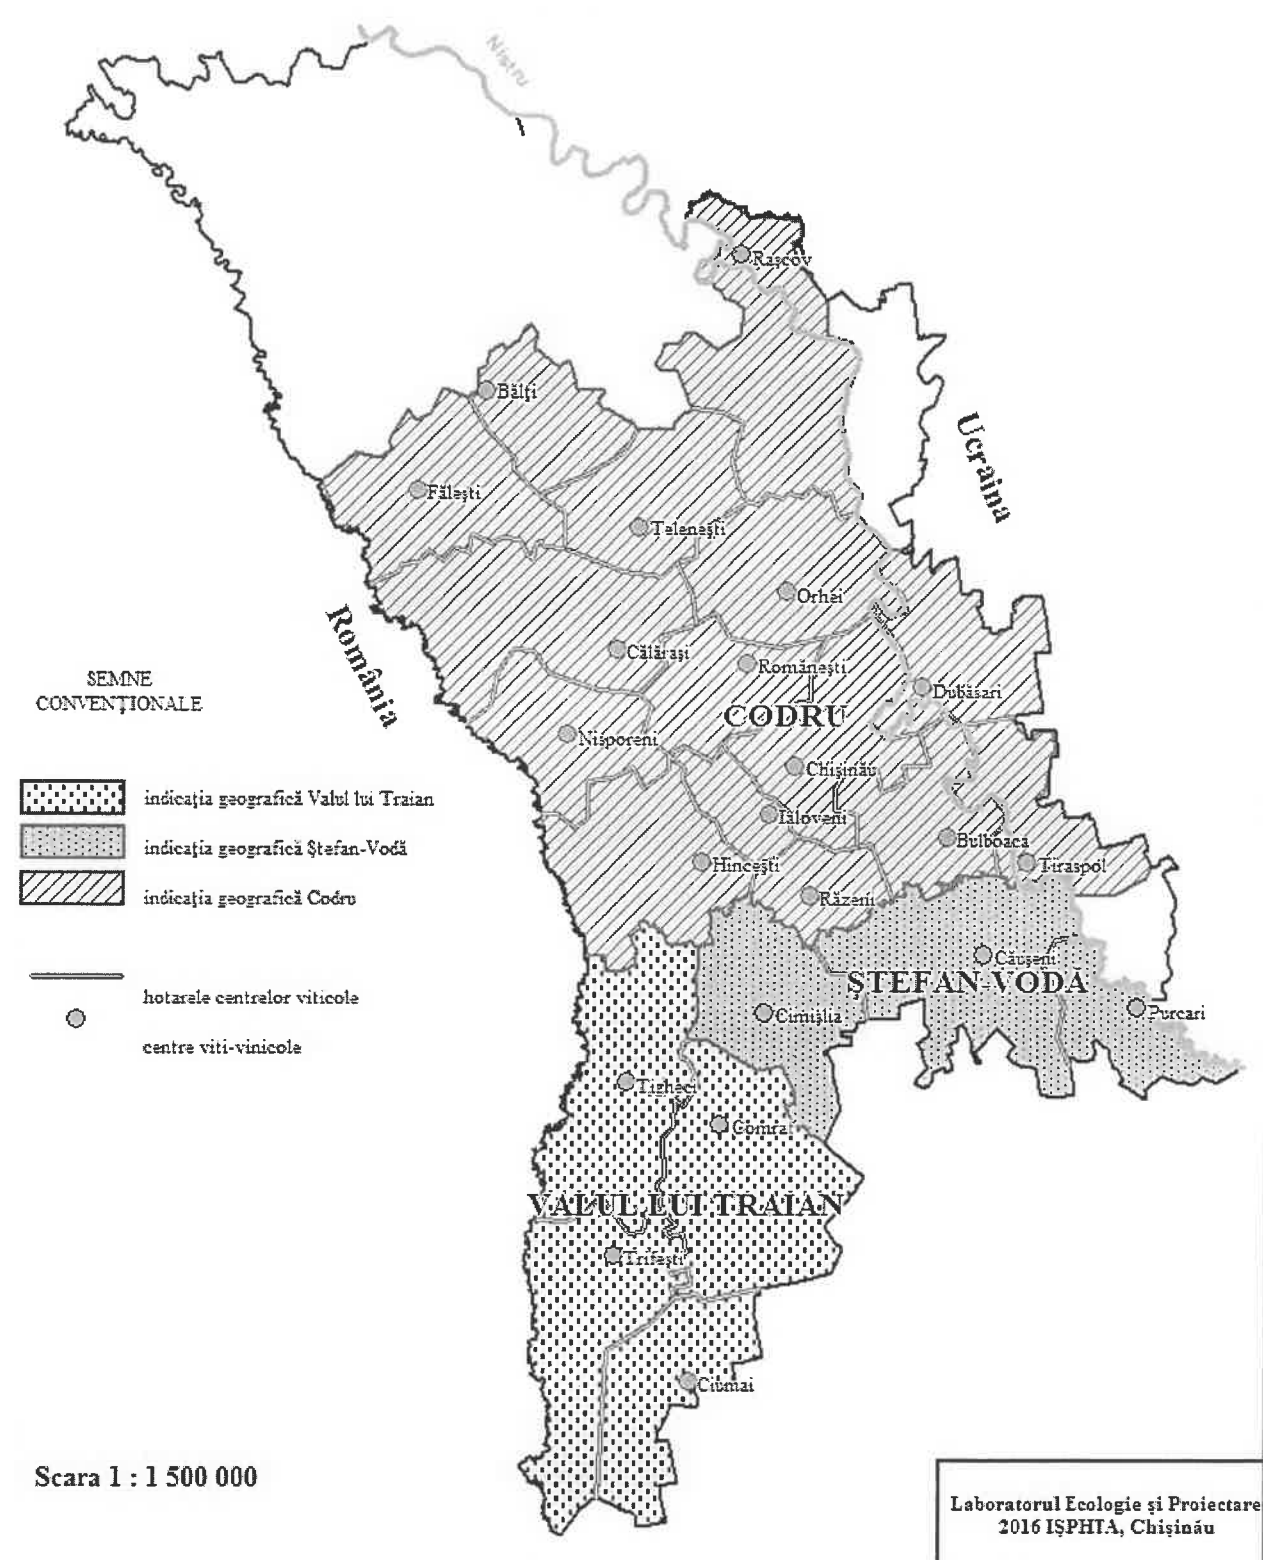 Nistru
Rașcov
Ucraina
Bălți
Fălești
Telenești
Orhei
România
Călărași
Românești
Dubăsari
CODRU
Nisporeni
Chișinău
Ialoveni
Bulboaca
Hîncești
Tiraspol
Răzeni
SEMNE
CONVENȚIONALE
indicația geografică Valul lui Traian
indicația geografică Ștefan-Vodă
indicația geografică Codru
hotarele centrelor viticole
centre viti-vinicole
Căușeni
ȘTEFAN-VODĂ
Cimișlia
Purcari
Tigheci
Comrat
VALUL LUI TRAIAN
Trifești
Ciumai
Scara 1 : 1 500 000
Laboratorul Ecologie și Proiectare
2016 IȘPHTA, Chișinău